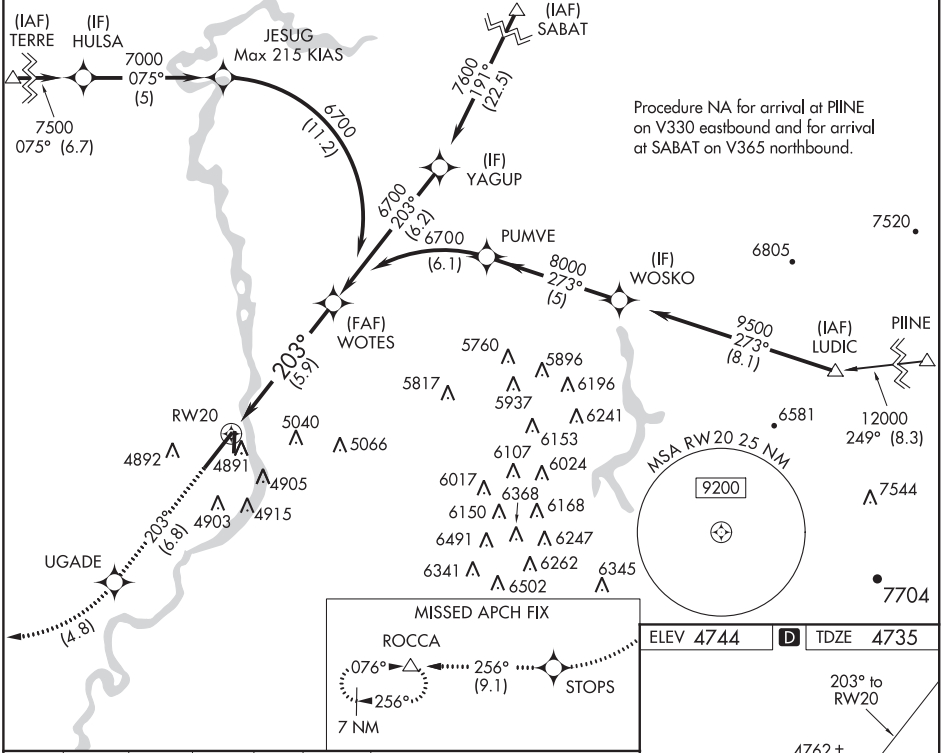 (IAF)
TERRE
(IF)
HULSA
7000
075°
(5)
7500
075° (6.7)
JESUG
Max 215 KIAS
6700
(11.2)
(IAF)
SABAT
7600
191°
(22.5)
Procedure NA for arrival at PIINE
on V330 eastbound and for arrival
at SABAT on V365 northbound.
(IF)
YAGUP
6700
203°
(6.2)
6700
(6.1)
PUMVE
8000
273°
(5)
(IF)
WOSKO
6805
7520
9500
273°
(8.1)
(IAF)
LUDIC
PIINE
12000
249° (8.3)
(FAF)
WOTES
203°
(5.9)
RW20
5760
5896
5817
5937
6196
6241
6153
5040
5066
4892
4891
4905
4903
4915
6107
6024
6017
6368
6150
6168
6491
6247
6341
6262
6502
6345
6581
MSA RW20 25 NM
9200
7544
7704
203°
(6.8)
UGADE
(4.8)
MISSED APCH FIX
ROCCA
076°
256°
256°
(9.1)
STOPS
7 NM
ELEV 4744
D
TDZE 4735
203° to
RW20
4762±